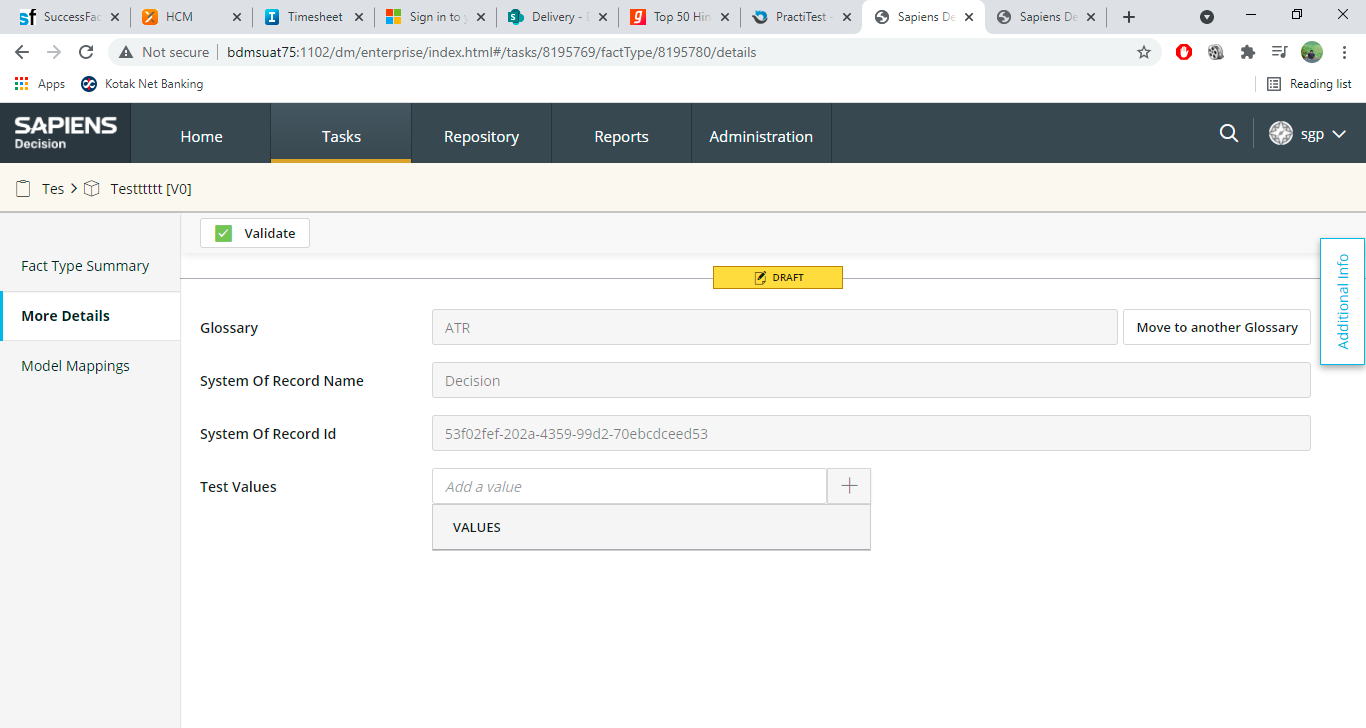 SuccessFac
HCM
Timesheet
Sign in to y
Delivery -
Top 50 Hin
PractiTest -
Sapiens De
Sapiens De
Not secure
bdmsuat75:1102/dm/enterprise/index.html#/tasks/8195769/factType/8195780/details
Apps
Kotak Net Banking
Reading list
SAPIENS
Decision
Home
Tasks
Repository
Reports
Administration
sgp
Tes > Testttttt [V0]
Validate
Fact Type Summary
More Details
Model Mappings
DRAFT
Additional Info
Glossary
ATR
Move to another Glossary
System Of Record Name
Decision
System Of Record Id
53f02fef-202a-4359-99d2-70ebcdceed53
Test Values
Add a value
VALUES